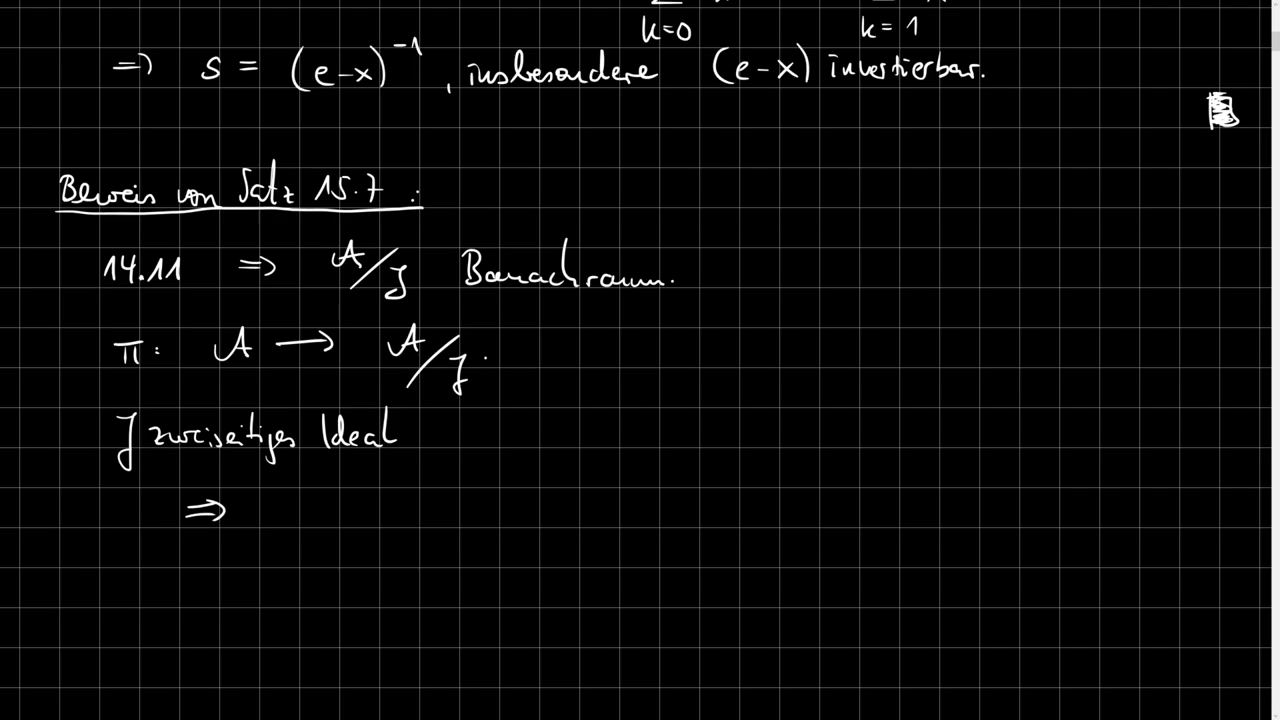 k=0 k=1
⇒ s = (e-x)^{-1}, insbesondere (e-x) invertierbar.
Beweis von Satz 15.7:
14.11 ⇒ A/J Banachraum.
π: A → A/J.
J zweiseitiges Ideal
⇒